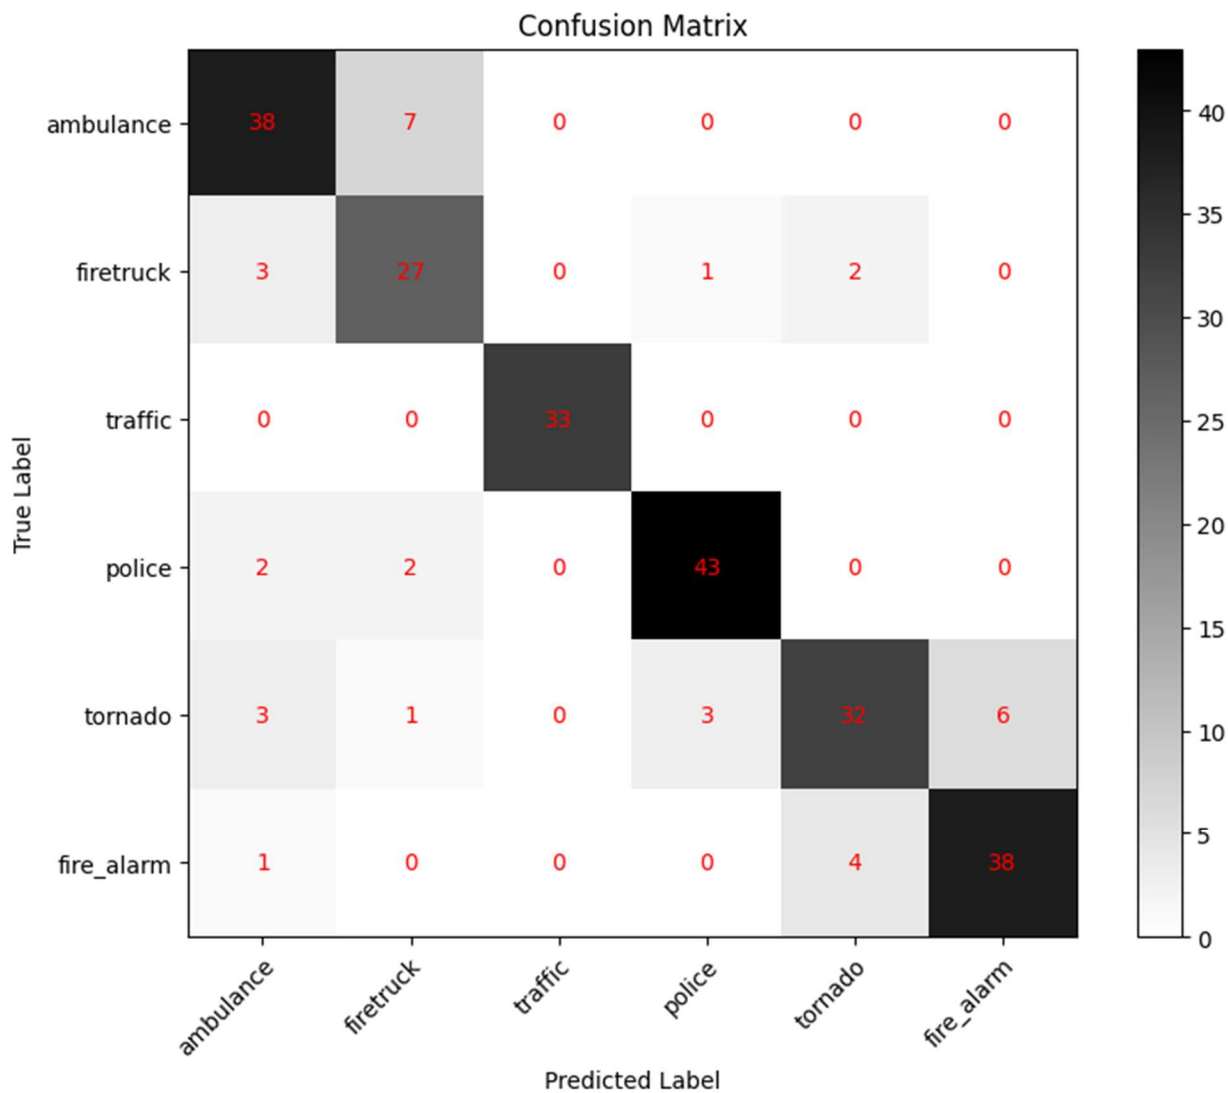 Confusion Matrix
ambulance 38 7 0 0 0 0
firetruck 3 27 0 1 2 0
traffic 0 0 33 0 0 0
police 2 2 0 43 0 0
tornado 3 1 0 3 32 6
fire_alarm 1 0 0 0 4 38
True Label
ambulance firetruck traffic police tornado fire_alarm
Predicted Label
40
35
30
25
20
15
10
5
0